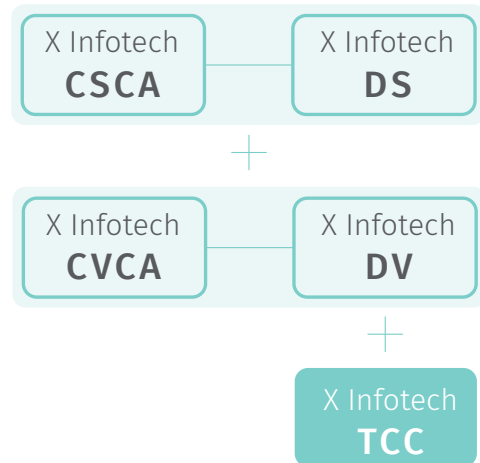 X Infotech
CSCA
X Infotech
DS
X Infotech
CVCA
X Infotech
DV
X Infotech
TCC